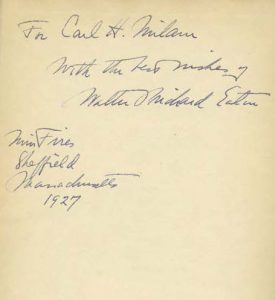 For Carl H. Milam
With the best wishes of
Walter Prichard Eaton
Twin Fires
Sheffield
Massachusetts
1927